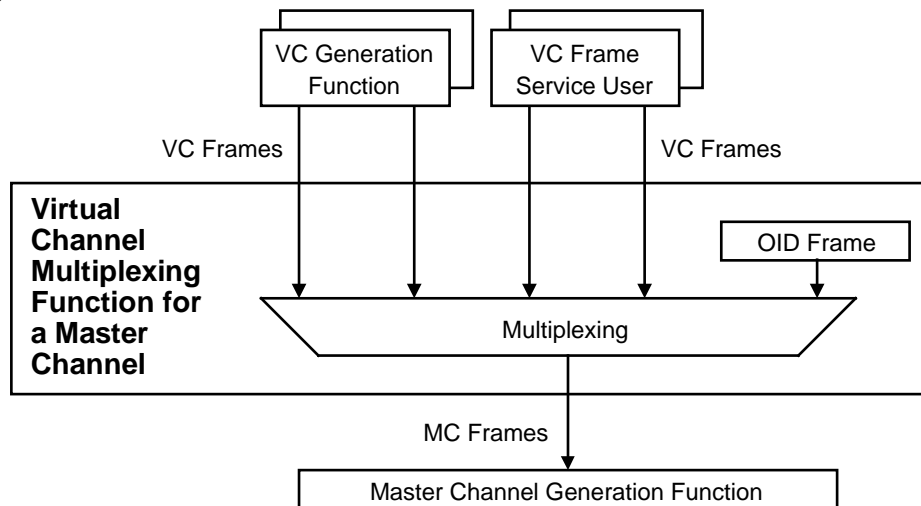 VC Generation
Function
VC Frame
Service User
VC Frames
VC Frames
Virtual
Channel
Multiplexing
Function for
a Master
Channel
OID Frame
Multiplexing
MC Frames
Master Channel Generation Function